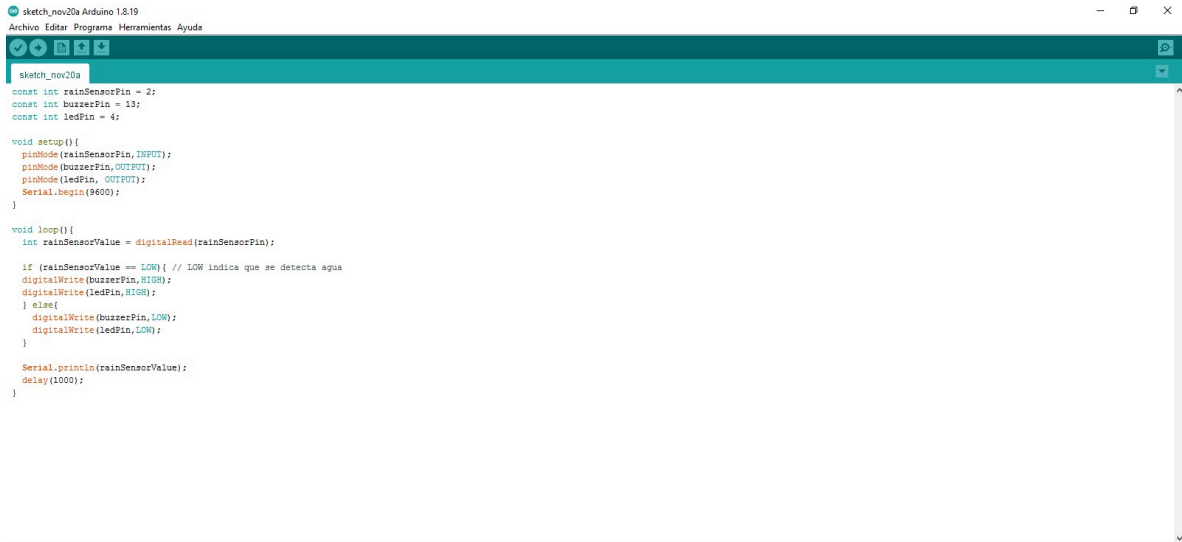 sketch_nov20a Arduino 1.8.19
Archivo Editar Programa Herramientas Ayuda
sketch_nov20a
const int rainSensorPin = 2;
const int buzzerPin = 13;
const int ledPin = 4;
void setup(){
  pinMode(rainSensorPin,INPUT);
  pinMode(buzzerPin,OUTPUT);
  pinMode(ledPin, OUTPUT);
  Serial.begin(9600);
}
void loop(){
  int rainSensorValue = digitalRead(rainSensorPin);
  if (rainSensorValue == LOW){ // LOW indica que se detecta agua
  digitalWrite(buzzerPin,HIGH);
  digitalWrite(ledPin,HIGH);
  } else{
    digitalWrite(buzzerPin,LOW);
    digitalWrite(ledPin,LOW);
  }
  Serial.println(rainSensorValue);
  delay(1000);
}